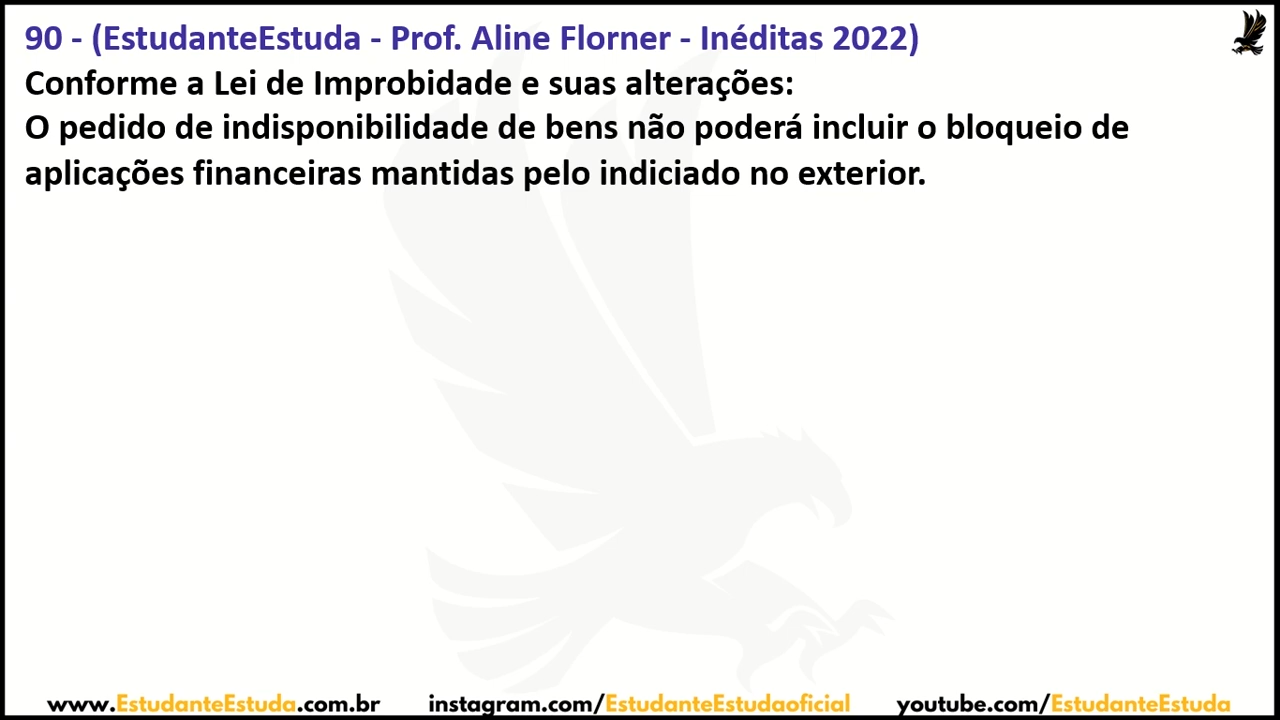 90 - (EstudanteEstuda - Prof. Aline Florner - Inéditas 2022)
Conforme a Lei de Improbidade e suas alterações:
O pedido de indisponibilidade de bens não poderá incluir o bloqueio de
aplicações financeiras mantidas pelo indiciado no exterior.
www.EstudanteEstuda.com.br instagram.com/EstudanteEstudaoficial youtube.com/EstudanteEstuda